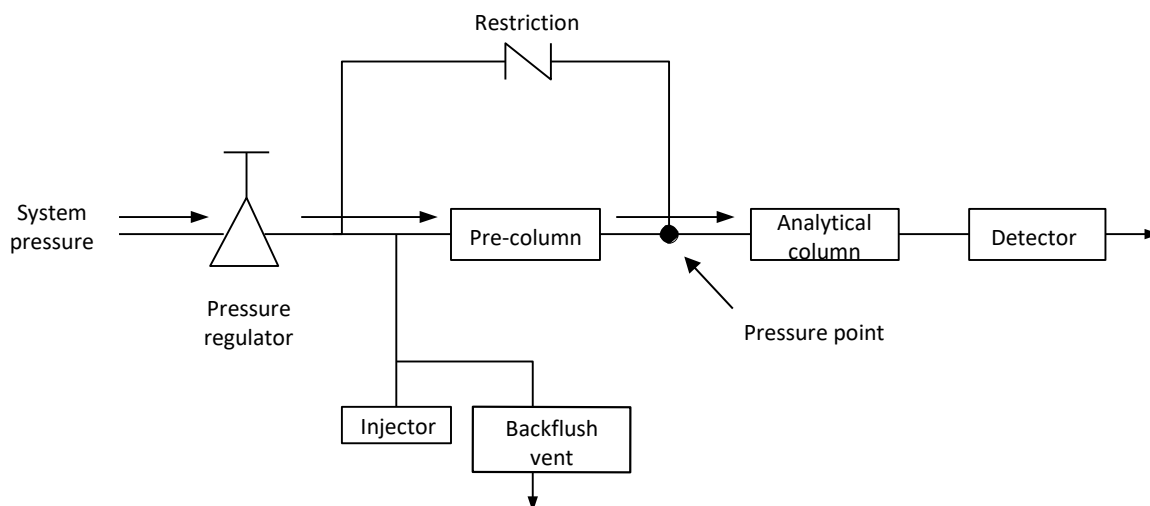 Restriction
System
pressure
Pre-column
Analytical
column
Detector
Pressure
regulator
Pressure point
Injector
Backflush
vent